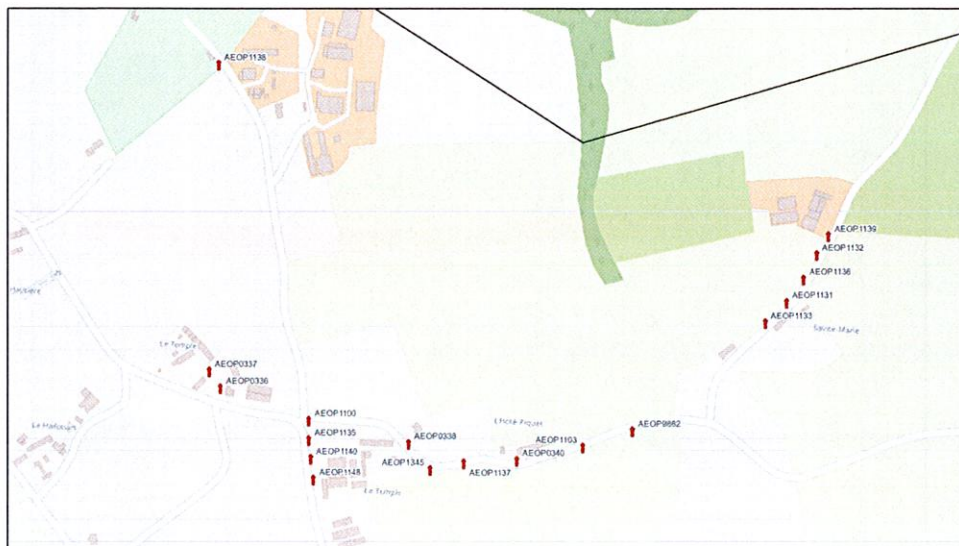 AEOP1138
AEOP1139
AEOP1132
AEOP1136
AEOP1131
AEOP1133
Sainte-Marie
Le Temple
AEOP0337
AEOP0336
AEOP1100
AEOP1135
AEOP1140
AEOP1148
AEOP0338
AEOP1345
AEOP1137
AEOP0340
AEOP1103
AEOP9862
Le Temple